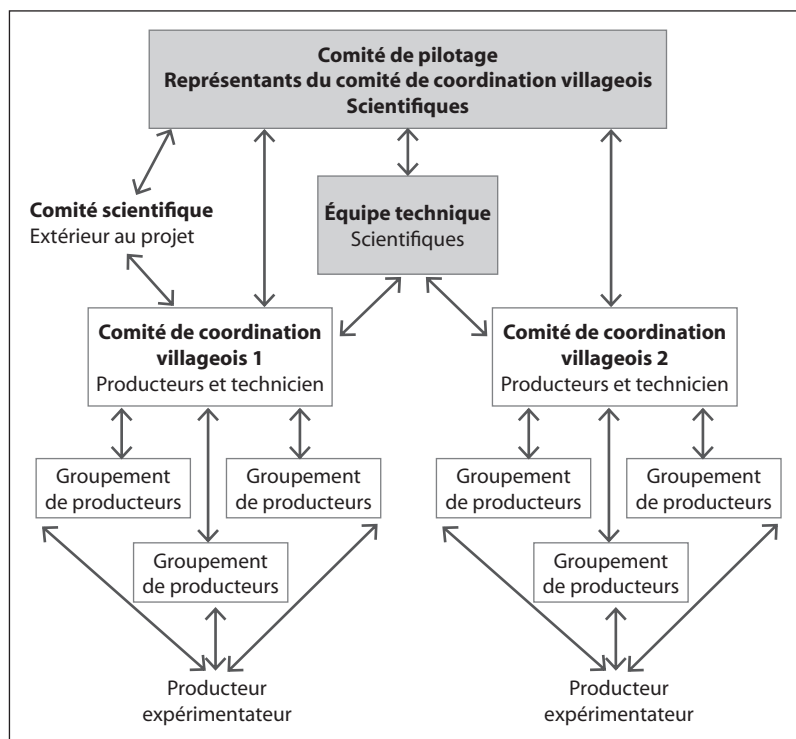 Comité de pilotage
Représentants du comité de coordination villageois
Scientifiques
Comité scientifique
Extérieur au projet
Équipe technique
Scientifiques
Comité de coordination
villageois 1
Producteurs et technicien
Comité de coordination
villageois 2
Producteurs et technicien
Groupement
de producteurs
Groupement
de producteurs
Groupement
de producteurs
Groupement
de producteurs
Groupement
de producteurs
Groupement
de producteurs
Producteur
expérimentateur
Producteur
expérimentateur